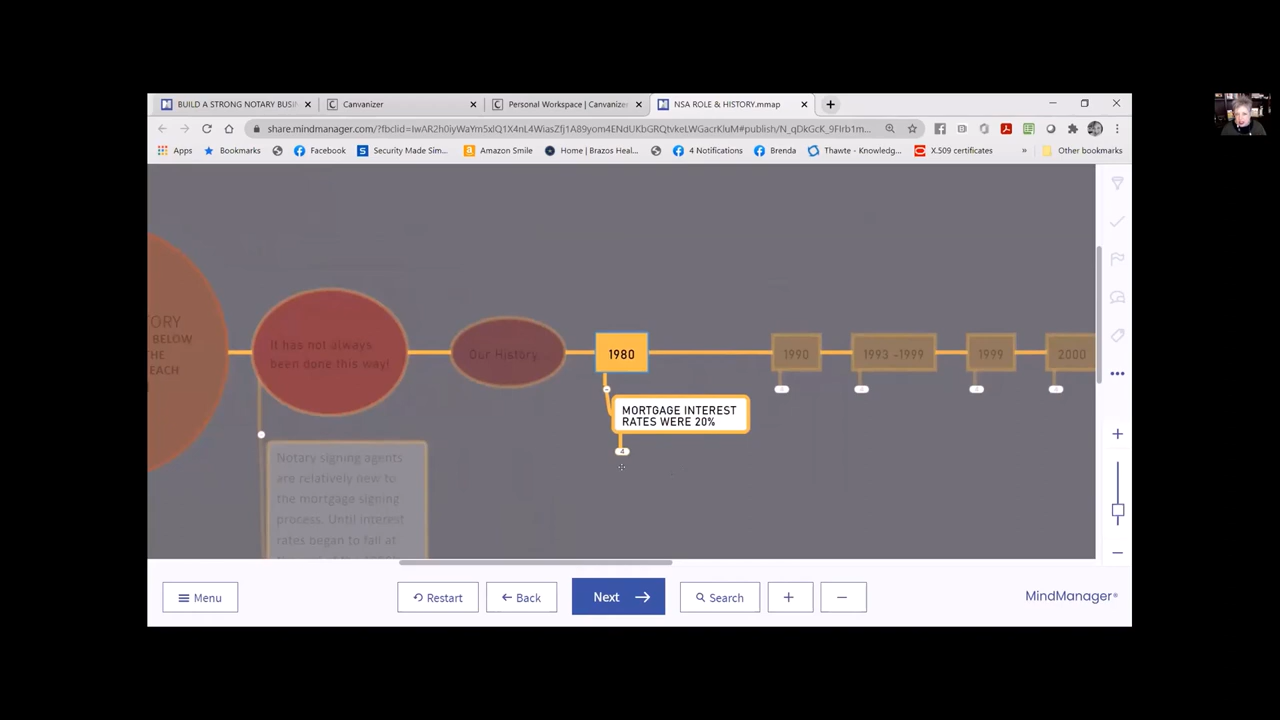 BUILD A STRONG NOTARY BUSIN
Canvanizer
Personal Workspace | Canvanizer
NSA ROLE & HISTORY.mmap
Apps
Bookmarks
Facebook
Security Made Sim...
Amazon Smile
Home | Brazos Heal...
4 Notifications
Brenda
Thawte - Knowledg...
X.509 certificates
»
Other bookmarks
TORY
BELOW
THE
EACH
It has not always
been done this way!
Our History...
1980
1990
1993 -1999
1999
2000
MORTGAGE INTEREST
RATES WERE 20%
4
Notary signing agents
are relatively new to
the mortgage signing
process. Until interest
rates began to fall at
Menu
Restart
Back
Next
Search
MindManager®